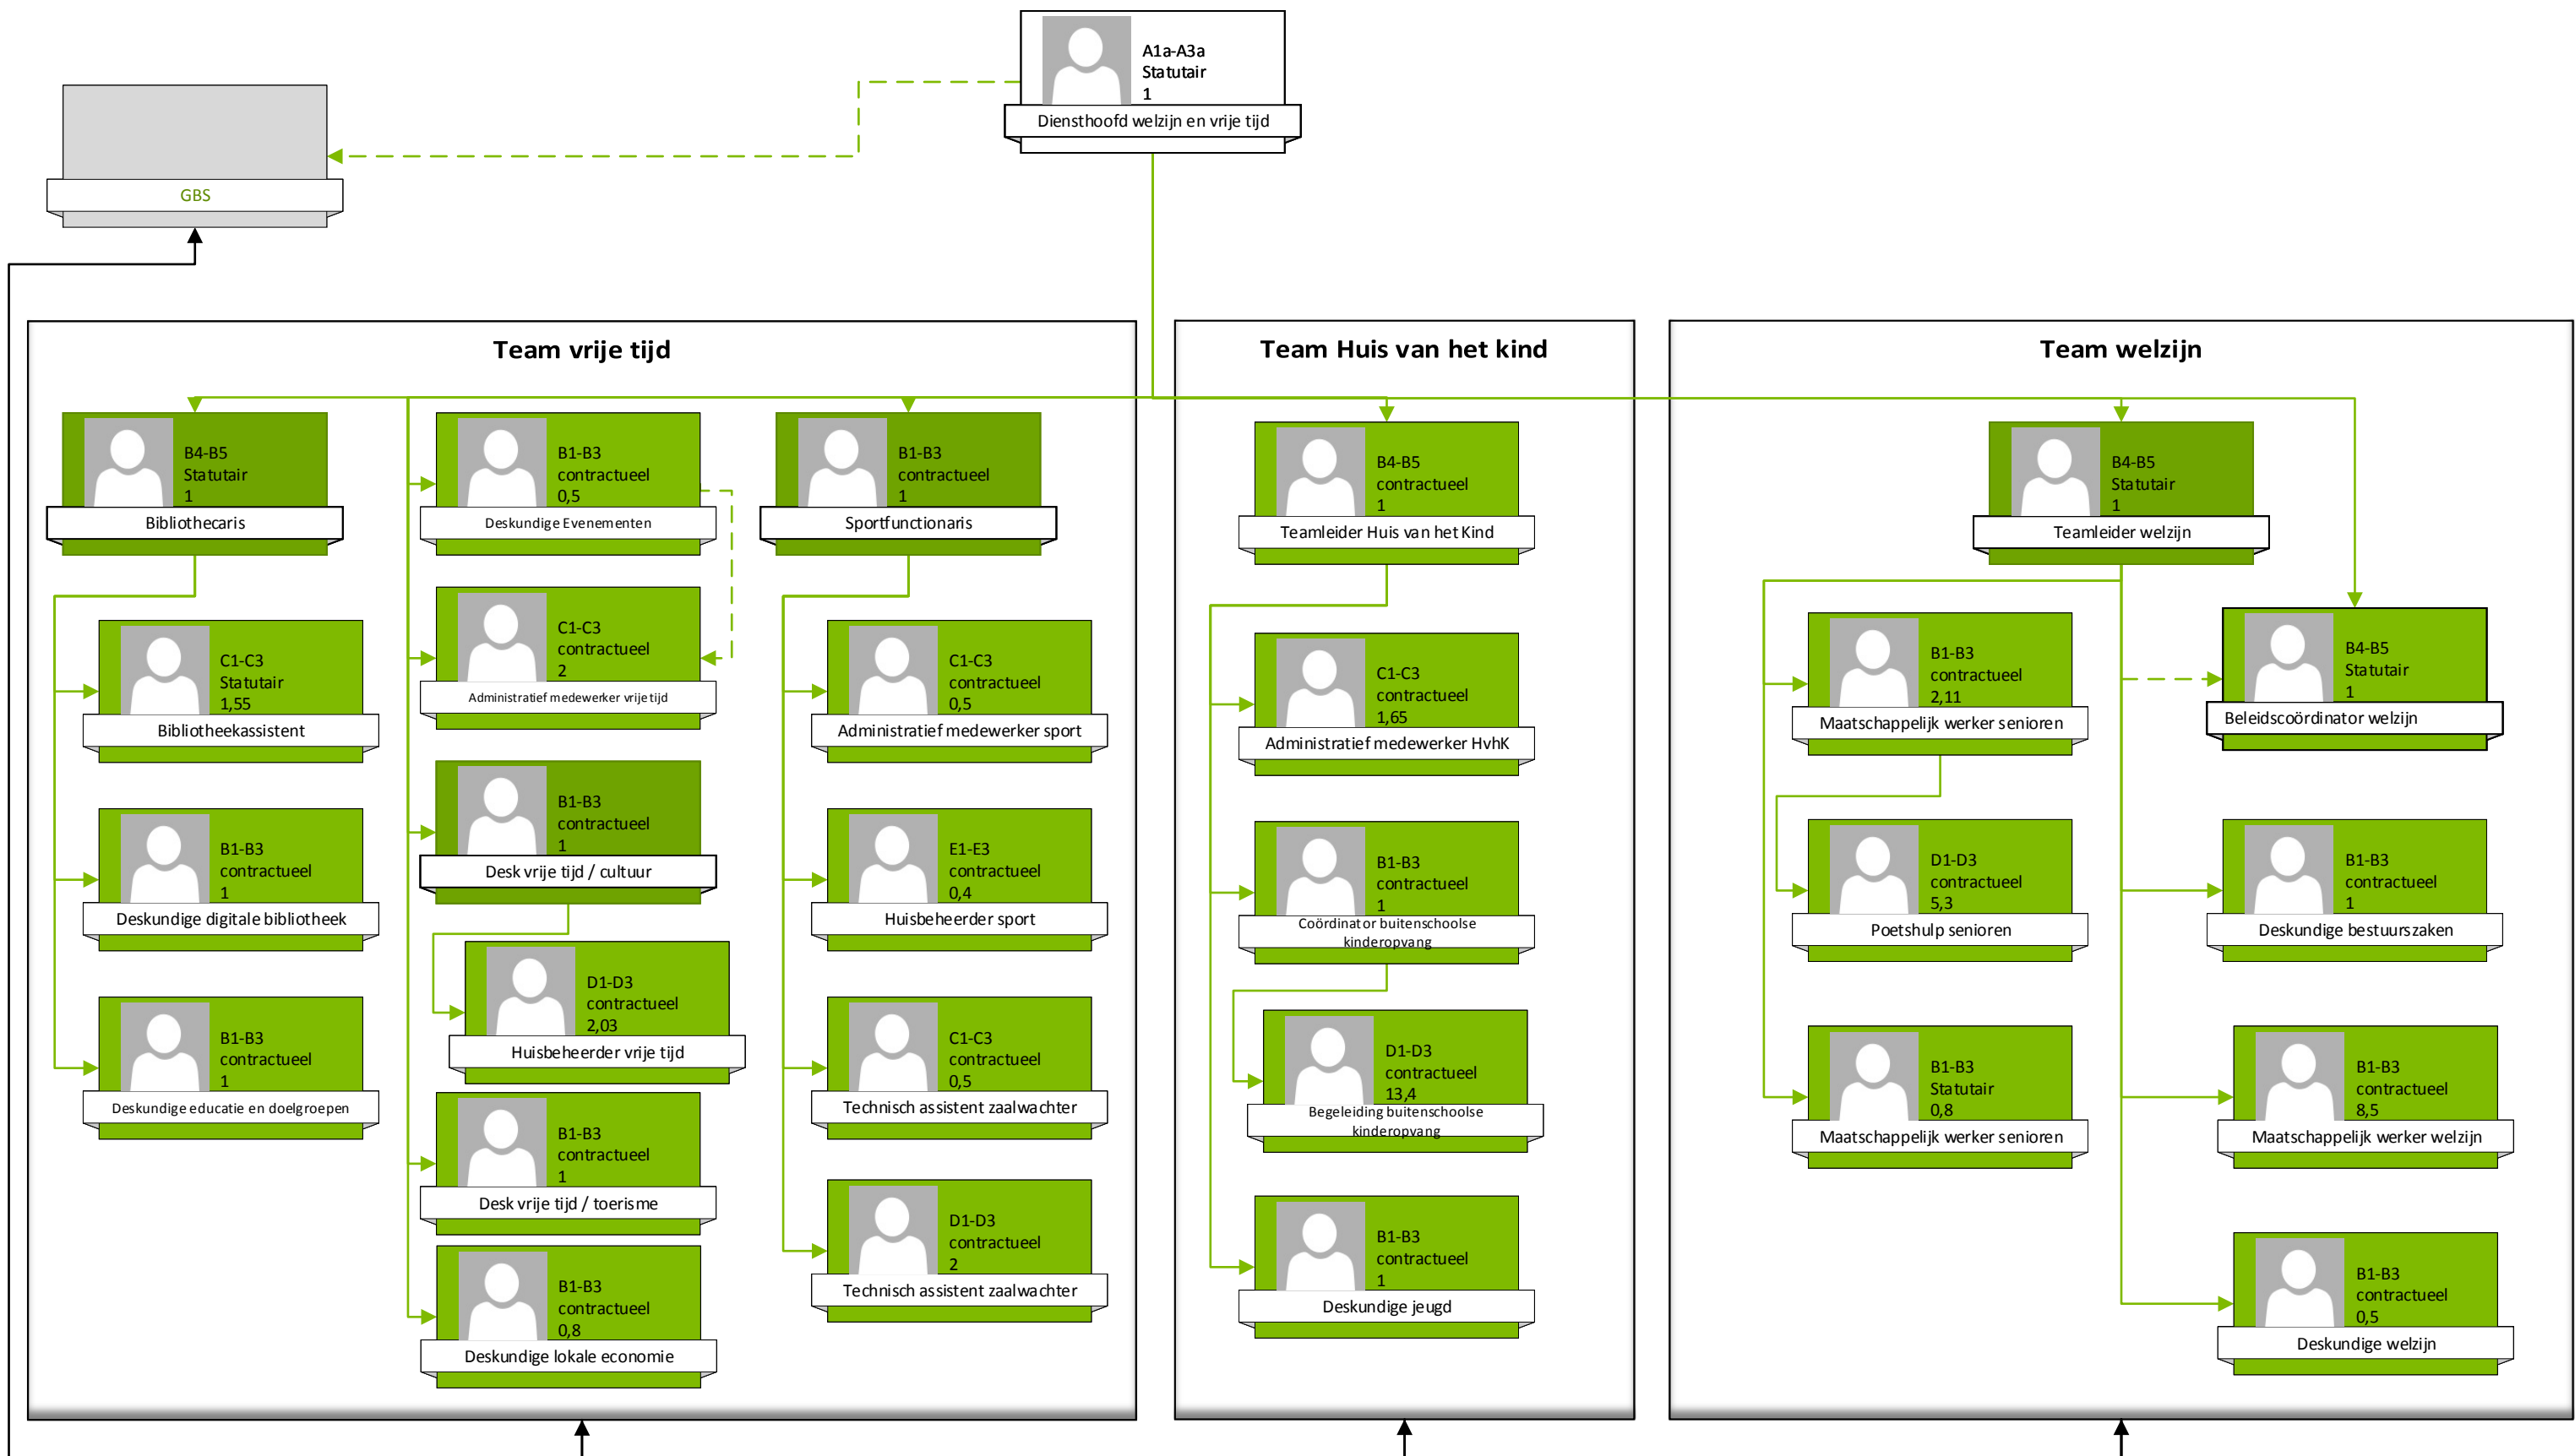 A1a-A3a
Statutair
1
Diensthoofd welzijn en vrije tijd
GBS
Team vrije tijd
B4-B5
Statutair
1
Bibliothecaris
C1-C3
Statutair
1,55
Bibliotheekassistent
B1-B3
contractueel
1
Deskundige digitale bibliotheek
B1-B3
contractueel
1
Deskundige educatie en doelgroepen
B1-B3
contractueel
0,5
Deskundige Evenementen
C1-C3
contractueel
2
Administratief medewerker vrije tijd
B1-B3
contractueel
1
Desk vrije tijd / cultuur
D1-D3
contractueel
2,03
Huisbeheerder vrije tijd
B1-B3
contractueel
1
Desk vrije tijd / toerisme
B1-B3
contractueel
0,8
Deskundige lokale economie
B1-B3
contractueel
1
Sportfunctionaris
C1-C3
contractueel
0,5
Administratief medewerker sport
E1-E3
contractueel
0,4
Huisbeheerder sport
C1-C3
contractueel
0,5
Technisch assistent zaalwachter
D1-D3
contractueel
2
Technisch assistent zaalwachter
Team Huis van het kind
B4-B5
contractueel
1
Teamleider Huis van het Kind
C1-C3
contractueel
1,65
Administratief medewerker HvhK
B1-B3
contractueel
1
Coördinator buitenschoolse
kinderopvang
D1-D3
contractueel
13,4
Begeleiding buitenschoolse
kinderopvang
B1-B3
contractueel
1
Deskundige jeugd
Team welzijn
B4-B5
Statutair
1
Teamleider welzijn
B1-B3
contractueel
2,11
Maatschappelijk werker senioren
D1-D3
contractueel
5,3
Poetshulp senioren
B1-B3
Statutair
0,8
Maatschappelijk werker senioren
B4-B5
Statutair
1
Beleidscoördinator welzijn
B1-B3
contractueel
1
Deskundige bestuurszaken
B1-B3
contractueel
8,5
Maatschappelijk werker welzijn
B1-B3
contractueel
0,5
Deskundige welzijn